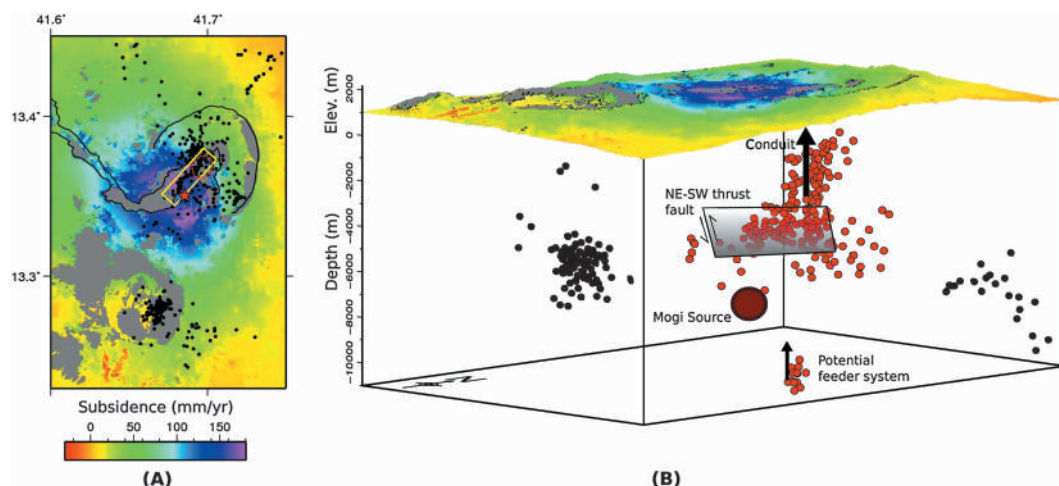 41.6˚
41.7˚
13.4˚
13.3˚
Subsidence (mm/yr)
0
50
100
150
(A)
Elev. (m)
2000
0
Depth (m)
−2000
−4000
−6000
−8000
−10000
Conduit
NE-SW thrust
fault
Mogi Source
Potential
feeder system
N
(B)